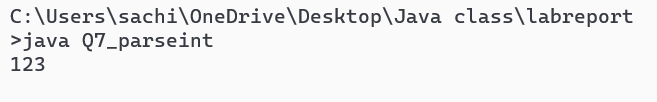 C:\Users\sachi\OneDrive\Desktop\Java class\labreport
>java Q7_parseint
123